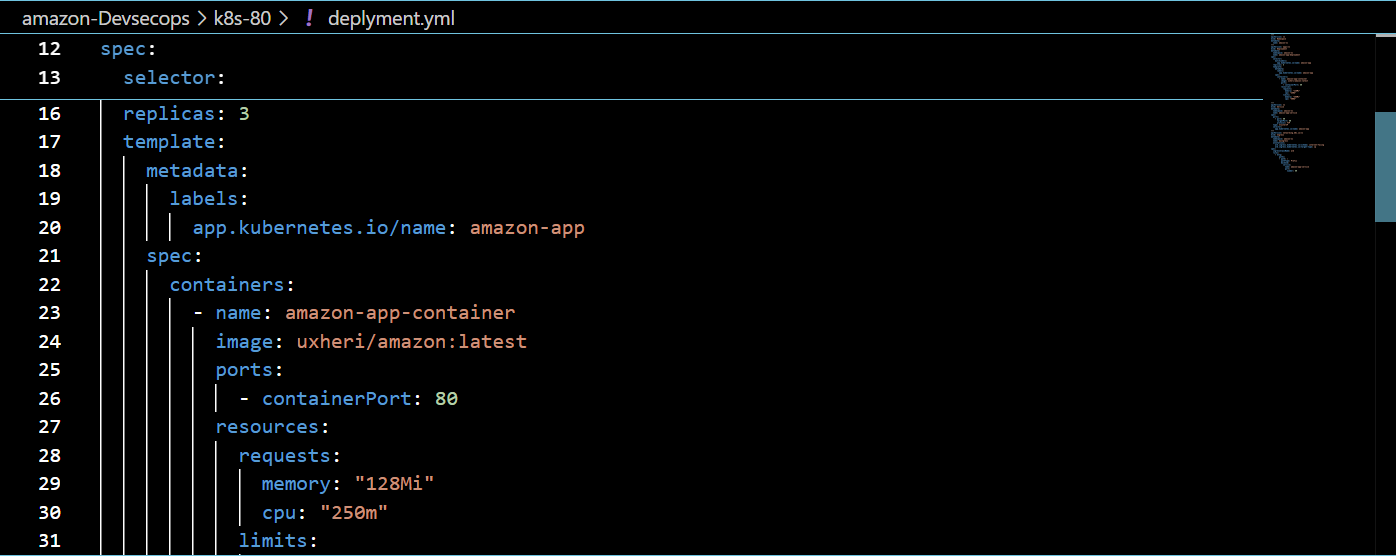 amazon-Devsecops > k8s-80 > ! deplyment.yml
12 spec:
13 selector:
16 replicas: 3
17 template:
18 metadata:
19 labels:
20 app.kubernetes.io/name: amazon-app
21 spec:
22 containers:
23 - name: amazon-app-container
24 image: uxheri/amazon:latest
25 ports:
26 - containerPort: 80
27 resources:
28 requests:
29 memory: "128Mi"
30 cpu: "250m"
31 limits: